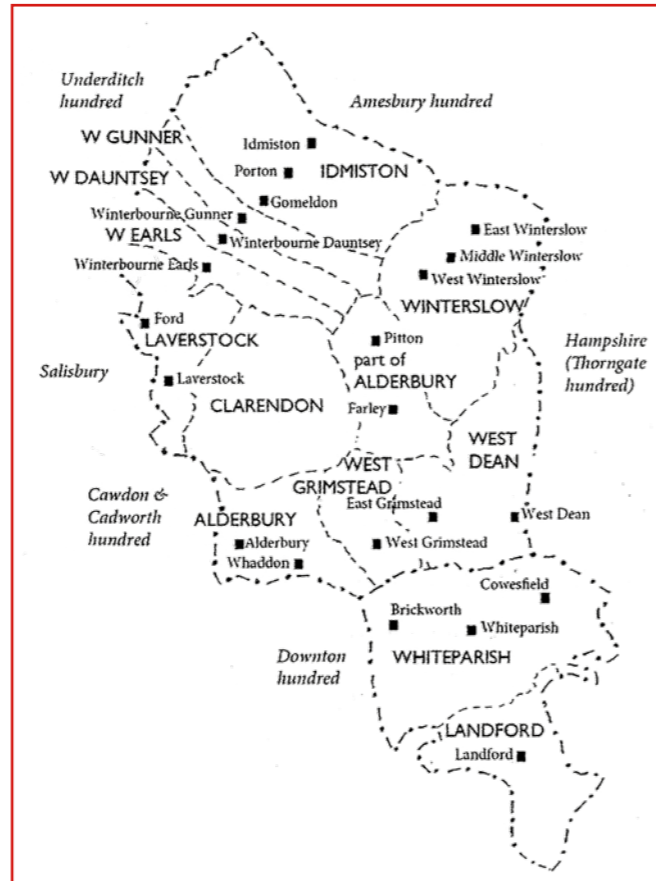 Underditch
hundred
Amesbury hundred
W GUNNER
Idmiston
Porton
IDMISTON
W DAUNTSEY
Gomeldon
Winterbourne Gunner
East Winterslow
W EARLS
Winterbourne Dauntsey
Middle Winterslow
Winterbourne Earls
West Winterslow
WINTERSLOW
Ford
LAVERSTOCK
Pitton
Hampshire
(Thorngate
hundred)
part of
ALDERBURY
Salisbury
Laverstock
CLARENDON
Farley
WEST
DEAN
WEST
GRIMSTEAD
Cawdon &
Cadworth
hundred
East Grimstead
West Dean
ALDERBURY
Alderbury
West Grimstead
Whaddon
Cowesfield
Brickworth
Whiteparish
Downton
hundred
WHITEPARISH
LANDFORD
Landford